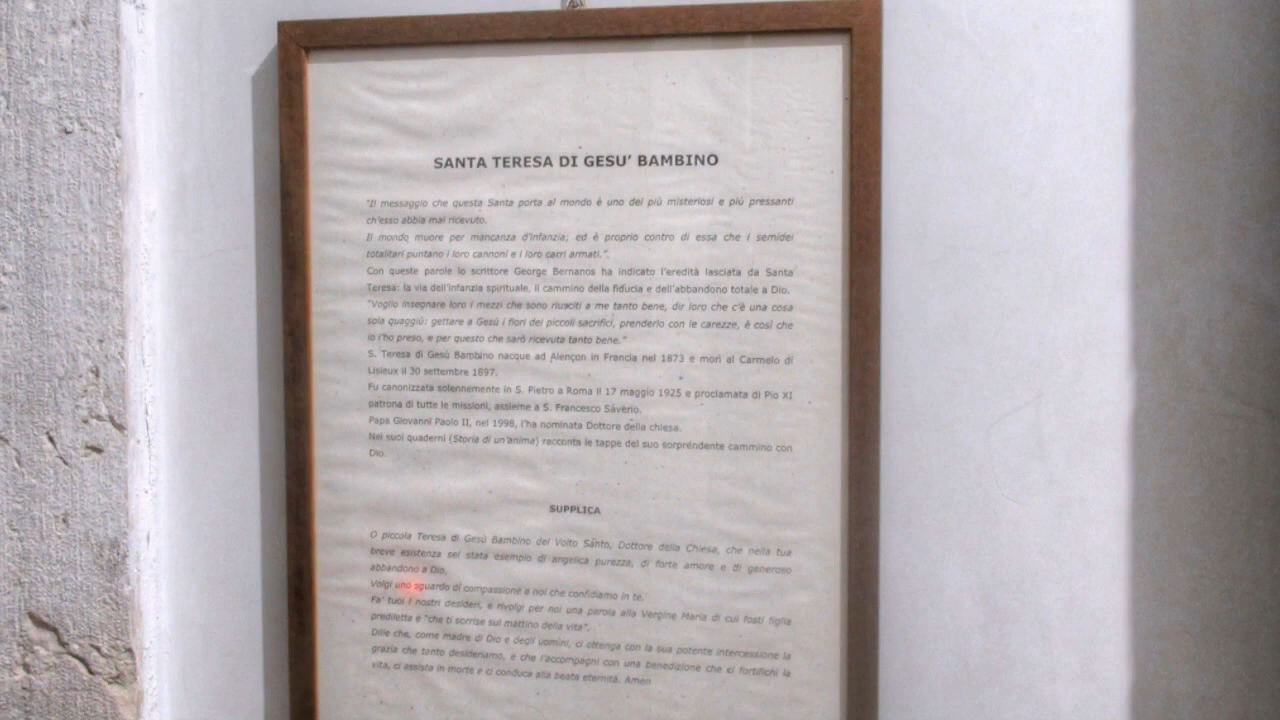 SANTA TERESA DI GESU' BAMBINO
"Il messaggio che questa Santa porta al mondo è uno dei più misteriosi e più pressanti
ch'esso abbia mai ricevuto.
Il mondo muore per mancanza d'infanzia; ed è proprio contro di essa che i semidei
totalitari puntano i loro cannoni e i loro carri armati.".
Con queste parole lo scrittore George Bernanos ha indicato l'eredità lasciata da Santa
Teresa: la via dell'infanzia spirituale, il cammino della fiducia e dell'abbandono totale a Dio.
"Voglio insegnare loro i mezzi che sono riusciti a me tanto bene, dir loro che c'è una cosa
sola quaggiù: gettare a Gesù i fiori dei piccoli sacrifici, prenderlo con le carezze, è così che
io l'ho preso, e per questo che sarò ricevuta tanto bene."
S. Teresa di Gesù Bambino nacque ad Alençon in Francia nel 1873 e morì al Carmelo di
Lisieux il 30 settembre 1897.
Fu canonizzata solennemente in S. Pietro a Roma il 17 maggio 1925 e proclamata di Pio XI
patrona di tutte le missioni, assieme a S. Francesco Saverio.
Papa Giovanni Paolo II, nel 1998, l'ha nominata Dottore della chiesa.
Nei suoi quaderni (Storia di un'anima) racconta le tappe del suo sorprendente cammino con
Dio.
SUPPLICA
O piccola Teresa di Gesù Bambino del Volto Santo, Dottore della Chiesa, che nella tua
breve esistenza sei stata esempio di angelica purezza, di forte amore e di generoso
abbandono a Dio,
Volgi uno sguardo di compassione a noi che confidiamo in te.
Fa' tuoi i nostri desideri, e rivolgi per noi una parola alla Vergine Maria di cui fosti figlia
prediletta e "che ti sorrise sul mattino della vita".
Dille che, come madre di Dio e degli uomini, ci ottenga con la sua potente intercessione la
grazia che tanto desideriamo, e che l'accompagni con una benedizione che ci fortifichi la
vita, ci assista in morte e ci conduca alla beata eternità. Amen